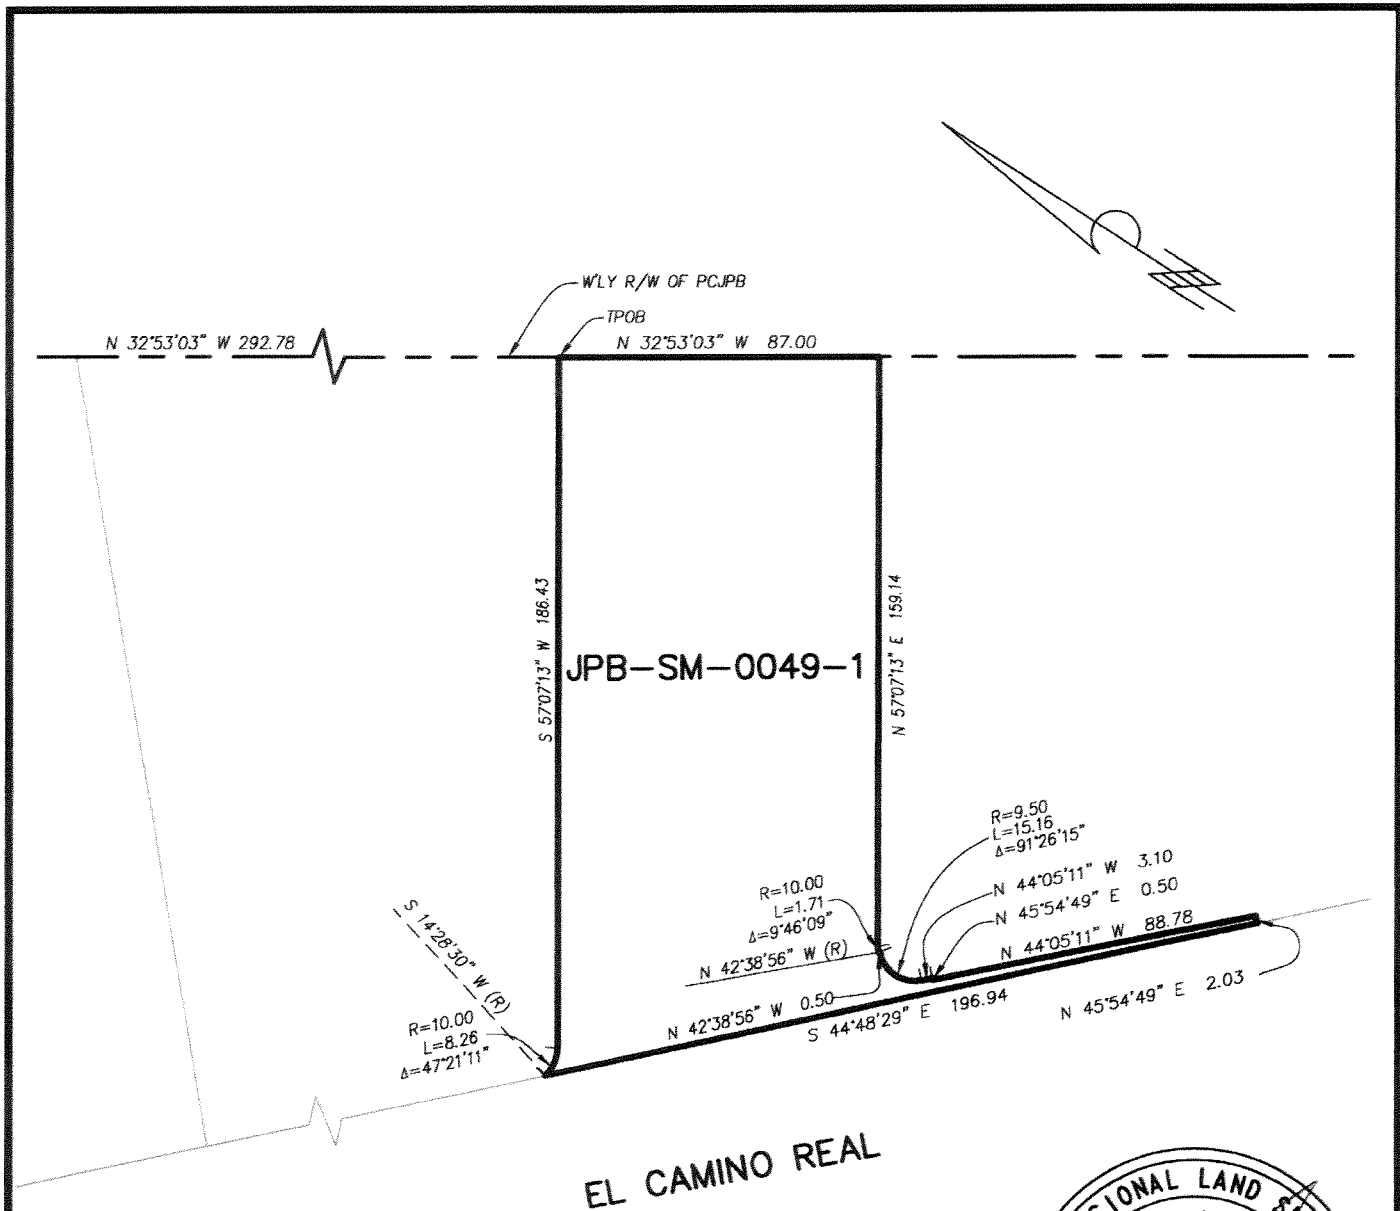 W'LY R/W OF PCJPB
TPOB
N 32°53'03" W 292.78
N 32°53'03" W 87.00
S 57°07'13" W 186.43
N 57°07'13" E 159.14
JPB-SM-0049-1
R=9.50
L=15.16
Δ=91°26'15"
N 44°05'11" W 3.10
N 45°54'49" E 0.50
N 44°05'11" W 88.78
R=10.00
L=1.71
Δ=9°46'09"
N 42°38'56" W (R)
S 14°28'30" W (R)
N 42°38'56" W 0.50
S 44°48'29" E 196.94
N 45°54'49" E 2.03
R=10.00
L=8.26
Δ=47°21'11"
EL CAMINO REAL
SIONAL LAND S